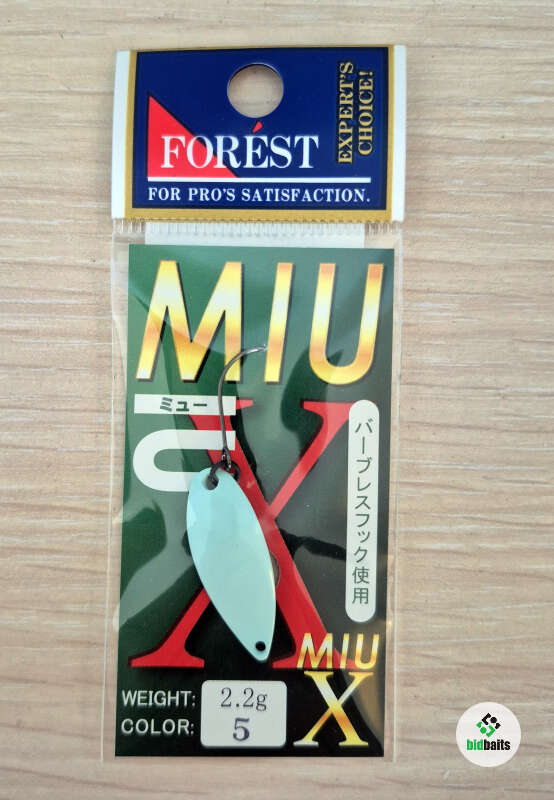 FORÉST
EXPERT'S
CHOICE!
FOR PRO'S SATISFACTION.
MIU
ミュー
X
バーブレスフック使用
MIU
X
WEIGHT: 2.2g
COLOR: 5
bidbaits